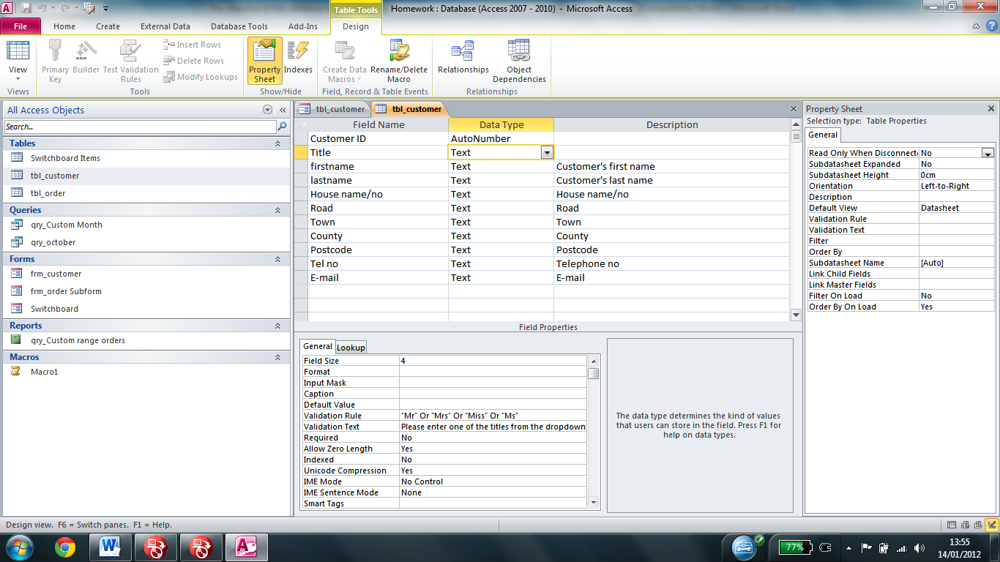 Table Tools
Homework : Database (Access 2007 - 2010) - Microsoft Access
File Home Create External Data Database Tools Add-Ins Design
View
Primary Key
Builder
Test Validation Rules
Insert Rows
Delete Rows
Modify Lookups
Property Sheet
Indexes
Create Data Macros
Rename/Delete Macro
Relationships
Object Dependencies
Views Tools Show/Hide Field, Record & Table Events Relationships
All Access Objects
Search...
Tables
Switchboard Items
tbl_customer
tbl_order
Queries
qry_Custom Month
qry_october
Forms
frm_customer
frm_order Subform
Switchboard
Reports
qry_Custom range orders
Macros
Macro1
tbl_customer tbl_customer
Field Name Data Type Description
Customer ID AutoNumber
Title Text
firstname Text Customer's first name
lastname Text Customer's last name
House name/no Text House name/no
Road Text Road
Town Text Town
County Text County
Postcode Text Postcode
Tel no Text Telephone no
E-mail Text E-mail
Field Properties
General Lookup
Field Size 4
Format
Input Mask
Caption
Default Value
Validation Rule "Mr" Or "Mrs" Or "Miss" Or "Ms"
Validation Text Please enter one of the titles from the dropdown
Required No
Allow Zero Length Yes
Indexed No
Unicode Compression Yes
IME Mode No Control
IME Sentence Mode None
Smart Tags
The data type determines the kind of values
that users can store in the field. Press F1 for
help on data types.
Property Sheet
Selection type: Table Properties
General
Read Only When Disconnecte No
Subdatasheet Expanded No
Subdatasheet Height 0cm
Orientation Left-to-Right
Description
Default View Datasheet
Validation Rule
Validation Text
Filter
Order By
Subdatasheet Name [Auto]
Link Child Fields
Link Master Fields
Filter On Load No
Order By On Load Yes
Design view. F6 = Switch panes. F1 = Help.
77%
13:55
14/01/2012